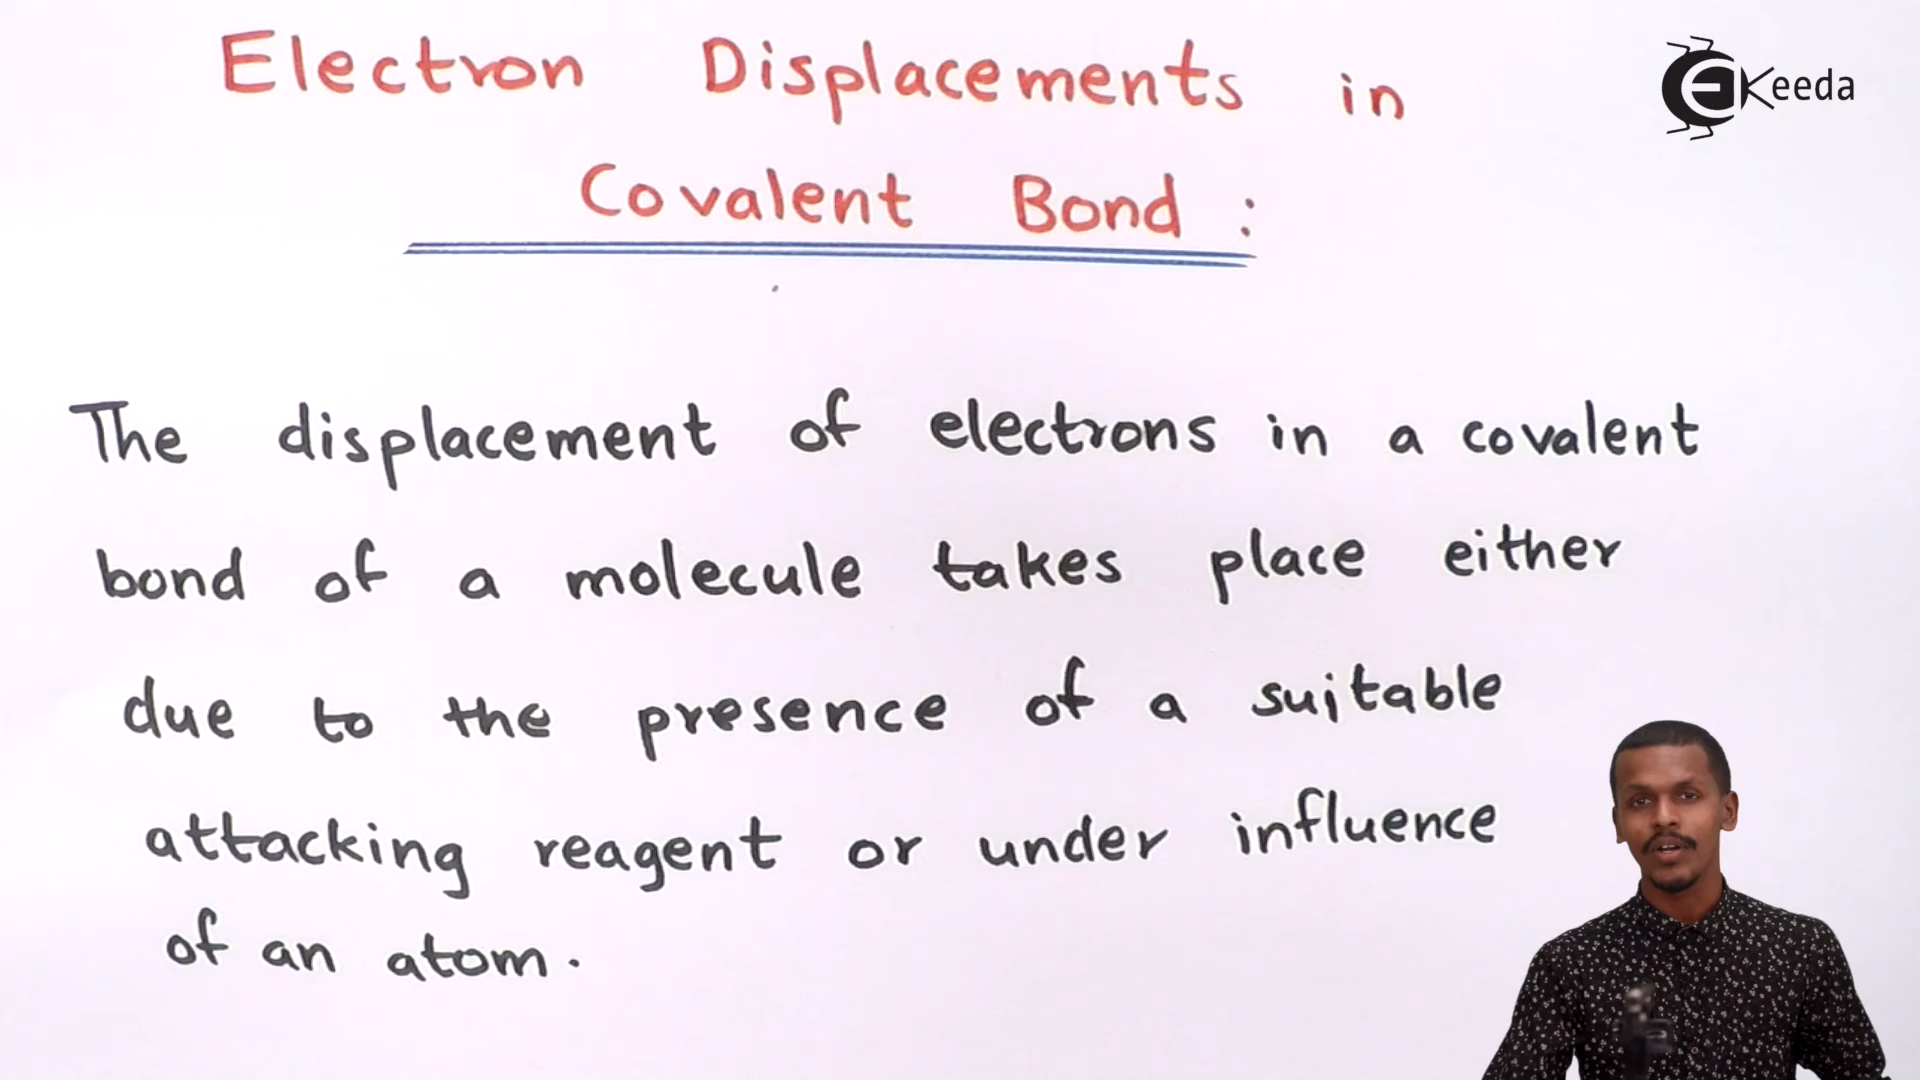 Electron Displacements in
Covalent Bond :
EKeeda
The displacement of electrons in a covalent
bond of a molecule takes place either
due to the presence of a suitable
attacking reagent or under influence
of an atom.